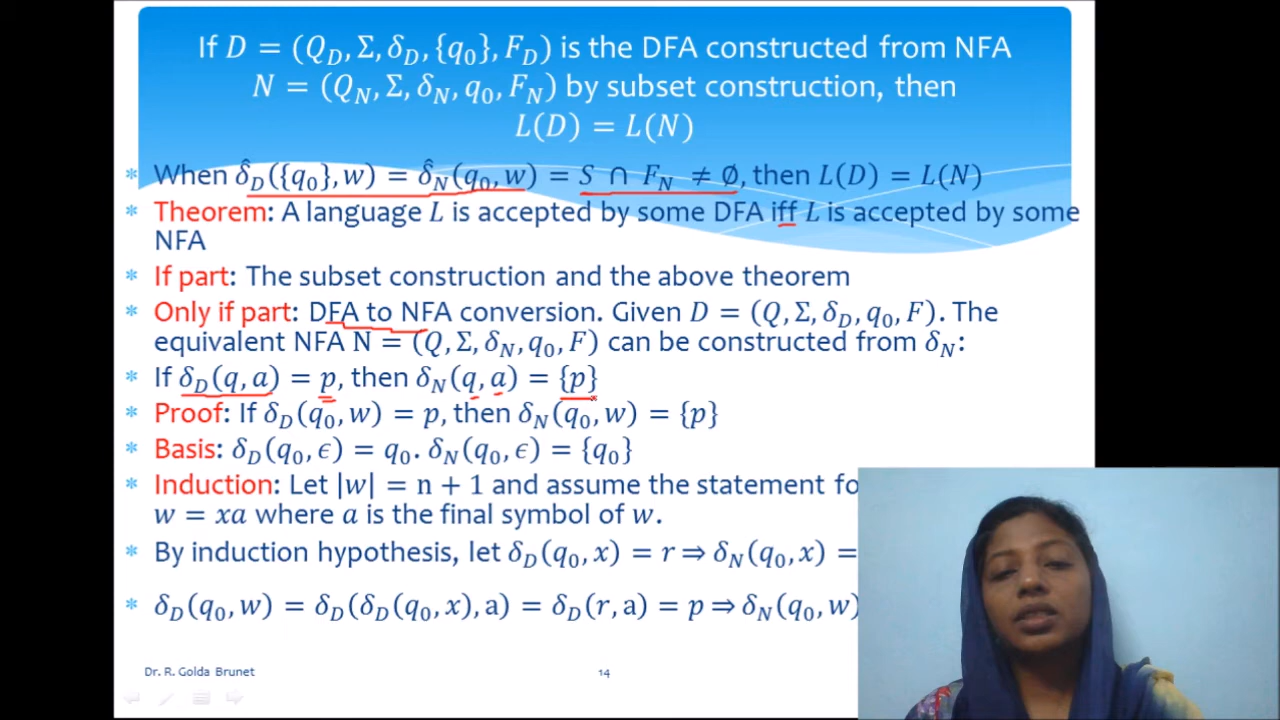 If D = (Q_D, Σ, δ_D, {q_0}, F_D) is the DFA constructed from NFA
N = (Q_N, Σ, δ_N, q_0, F_N) by subset construction, then
L(D) = L(N)
* When δ̂_D({q_0}, w) = δ̂_N(q_0, w) = S ∩ F_N ≠ ∅, then L(D) = L(N)
* Theorem: A language L is accepted by some DFA iff L is accepted by some
NFA
* If part: The subset construction and the above theorem
* Only if part: DFA to NFA conversion. Given D = (Q, Σ, δ_D, q_0, F). The
equivalent NFA N = (Q, Σ, δ_N, q_0, F) can be constructed from δ_N:
* If δ_D(q, a) = p, then δ_N(q, a) = {p}
* Proof: If δ_D(q_0, w) = p, then δ_N(q_0, w) = {p}
* Basis: δ_D(q_0, ϵ) = q_0. δ_N(q_0, ϵ) = {q_0}
* Induction: Let |w| = n + 1 and assume the statement
w = xa where a is the final symbol of w.
* By induction hypothesis, let δ_D(q_0, x) = r ⇒ δ_N(q_0, x) =
* δ_D(q_0, w) = δ_D(δ_D(q_0, x), a) = δ_D(r, a) = p ⇒ δ_N(q_0, w)
Dr. R. Golda Brunet
14